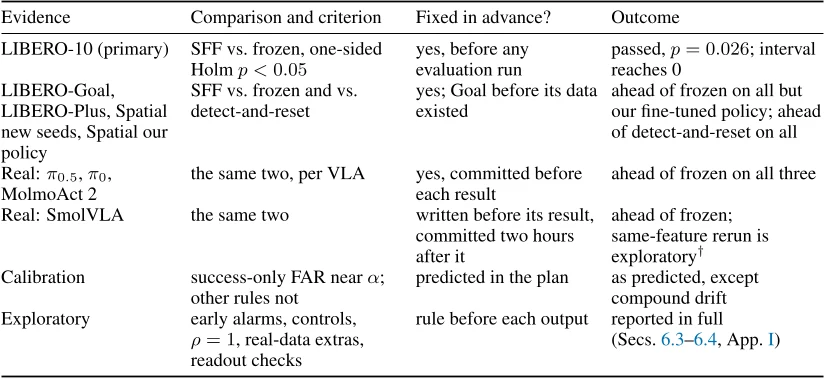 Evidence Comparison and criterion Fixed in advance? Outcome
LIBERO-10 (primary) SFF vs. frozen, one-sided Holm p < 0.05 yes, before any evaluation run passed, p = 0.026; interval reaches 0
LIBERO-Goal, LIBERO-Plus, Spatial new seeds, Spatial our policy SFF vs. frozen and vs. detect-and-reset yes; Goal before its data existed ahead of frozen on all but our fine-tuned policy; ahead of detect-and-reset on all
Real: π0.5, π0, MolmoAct 2 the same two, per VLA yes, committed before each result ahead of frozen on all three
Real: SmolVLA the same two written before its result, committed two hours after it ahead of frozen; same-feature rerun is exploratory†
Calibration success-only FAR near α; other rules not predicted in the plan as predicted, except compound drift
Exploratory early alarms, controls, ρ = 1, real-data extras, readout checks rule before each output reported in full (Secs. 6.3–6.4, App. I)